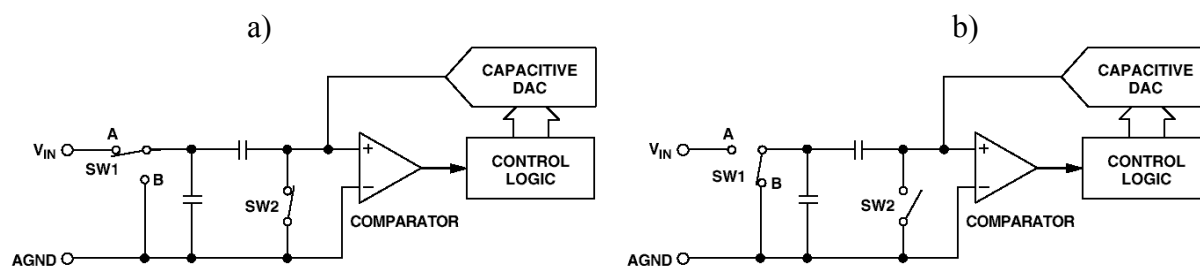 a)
CAPACITIVE
DAC
V_IN
A
SW1
B
SW2
+
−
COMPARATOR
CONTROL
LOGIC
AGND
b)
CAPACITIVE
DAC
V_IN
A
SW1
B
SW2
+
−
COMPARATOR
CONTROL
LOGIC
AGND